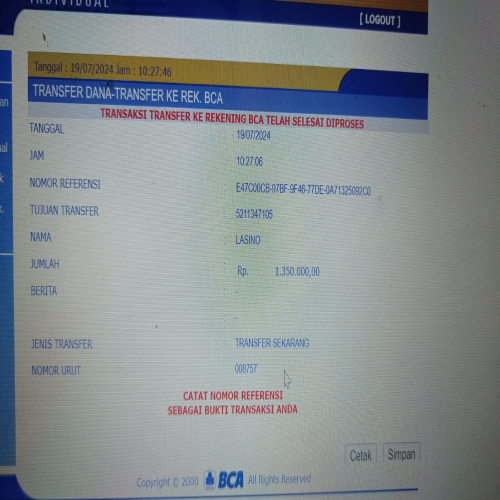 INDIVIDUAL
[ LOGOUT ]
Tanggal : 19/07/2024 Jam : 10:27:46
TRANSFER DANA-TRANSFER KE REK. BCA
TRANSAKSI TRANSFER KE REKENING BCA TELAH SELESAI DIPROSES
TANGGAL : 19/07/2024
JAM : 10:27:06
NOMOR REFERENSI : E47C00CB-97BF-9F46-77DE-0A71325092C0
TUJUAN TRANSFER : 5211347105
NAMA : LASINO
JUMLAH : Rp. 1.350.000,00
BERITA : -
-
JENIS TRANSFER : TRANSFER SEKARANG
NOMOR URUT : 008757
CATAT NOMOR REFERENSI
SEBAGAI BUKTI TRANSAKSI ANDA
Cetak Simpan
Copyright © 2000 BCA All Rights Reserved